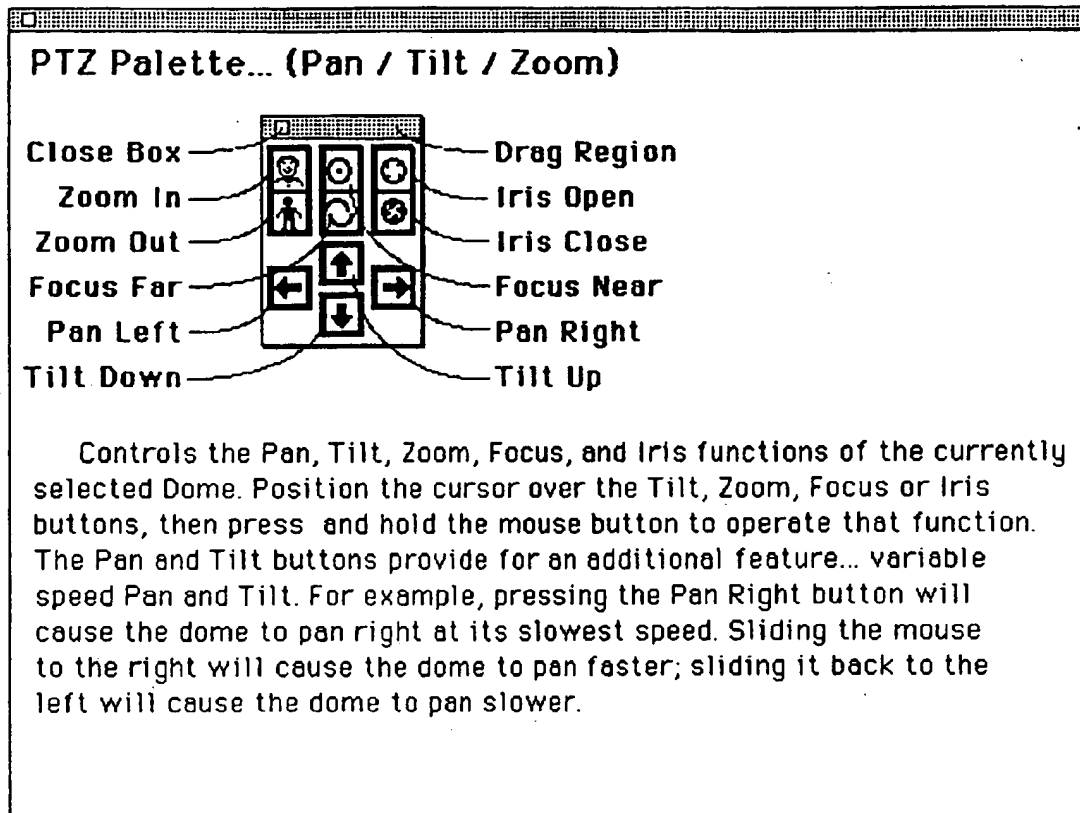 PTZ Palette... (Pan / Tilt / Zoom)
Close Box
Drag Region
Zoom In
Iris Open
Zoom Out
Iris Close
Focus Far
Focus Near
Pan Left
Pan Right
Tilt Down
Tilt Up
Controls the Pan, Tilt, Zoom, Focus, and Iris functions of the currently
selected Dome. Position the cursor over the Tilt, Zoom, Focus or Iris
buttons, then press and hold the mouse button to operate that function.
The Pan and Tilt buttons provide for an additional feature... variable
speed Pan and Tilt. For example, pressing the Pan Right button will
cause the dome to pan right at its slowest speed. Sliding the mouse
to the right will cause the dome to pan faster; sliding it back to the
left will cause the dome to pan slower.